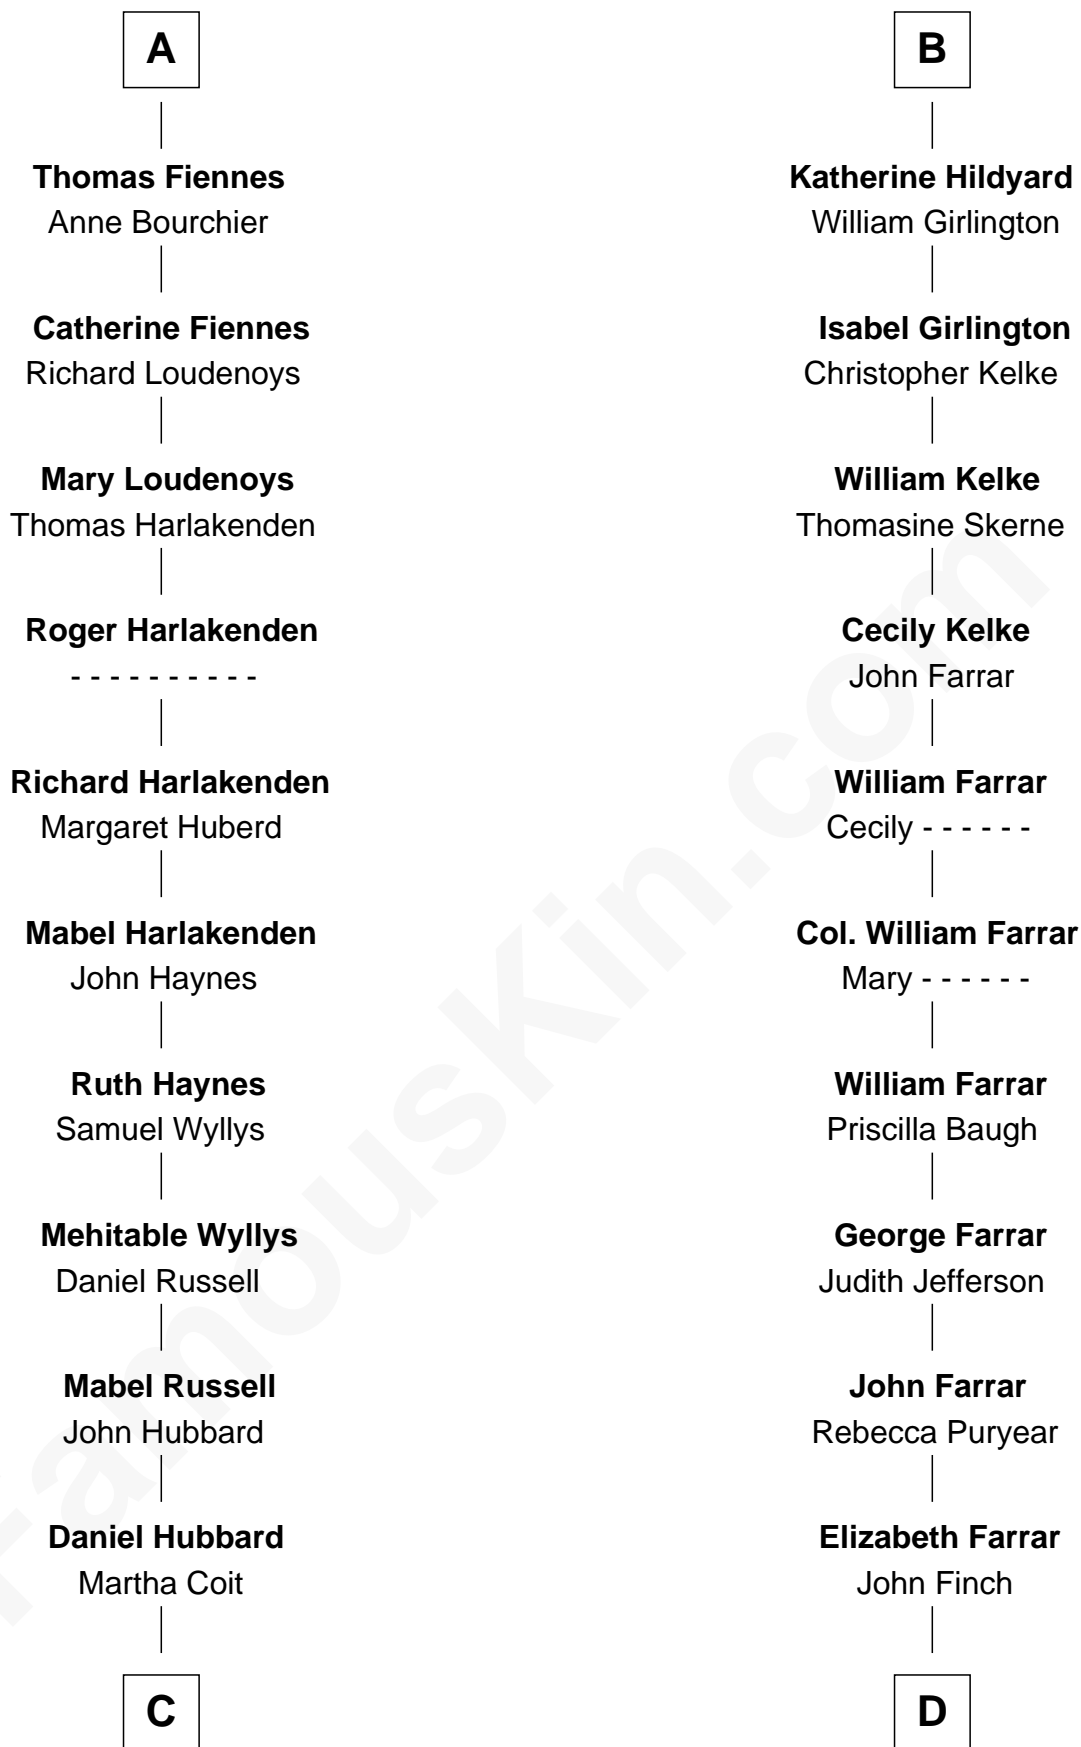 A
Thomas Fiennes
Anne Bourchier
Catherine Fiennes
Richard Loudenoys
Mary Loudenoys
Thomas Harlakenden
Roger Harlakenden
- - - - - - - - - -
Richard Harlakenden
Margaret Huberd
Mabel Harlakenden
John Haynes
Ruth Haynes
Samuel Wyllys
Mehitable Wyllys
Daniel Russell
Mabel Russell
John Hubbard
Daniel Hubbard
Martha Coit
C
B
Katherine Hildyard
William Girlington
Isabel Girlington
Christopher Kelke
William Kelke
Thomasine Skerne
Cecily Kelke
John Farrar
William Farrar
Cecily - - - - - -
Col. William Farrar
Mary - - - - - -
William Farrar
Priscilla Baugh
George Farrar
Judith Jefferson
John Farrar
Rebecca Puryear
Elizabeth Farrar
John Finch
D
FamousKin.com